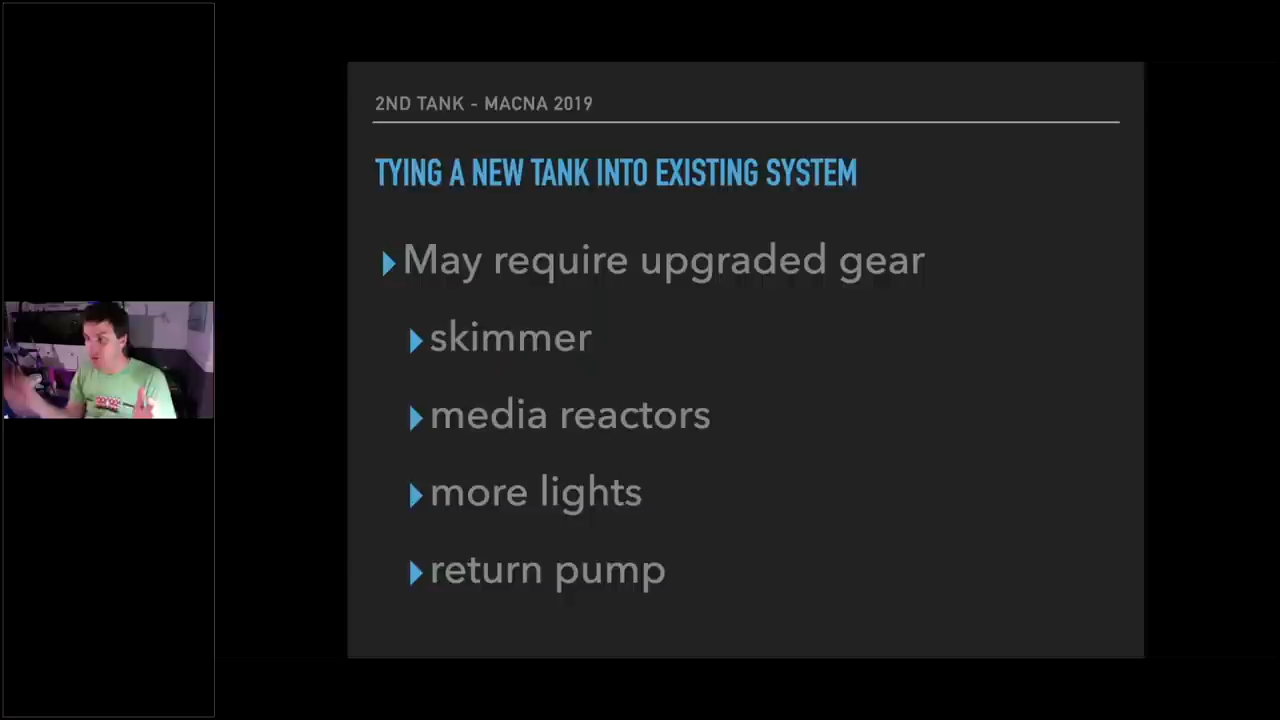 2ND TANK - MACNA 2019
TYING A NEW TANK INTO EXISTING SYSTEM
May require upgraded gear
skimmer
media reactors
more lights
return pump